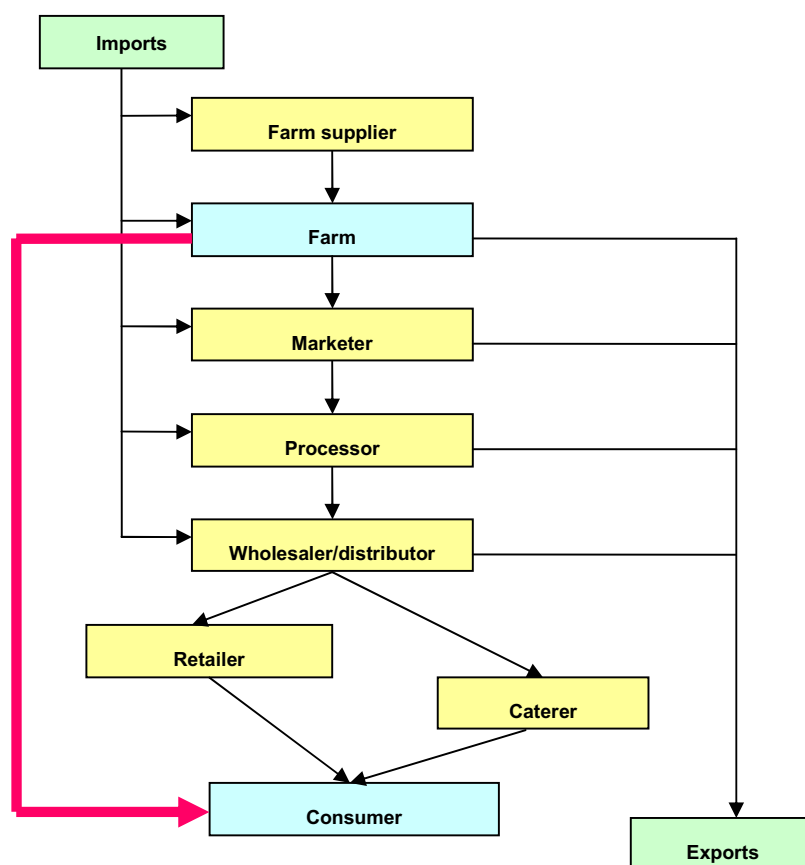 Imports
Farm supplier
Farm
Marketer
Processor
Wholesaler/distributor
Retailer
Caterer
Consumer
Exports